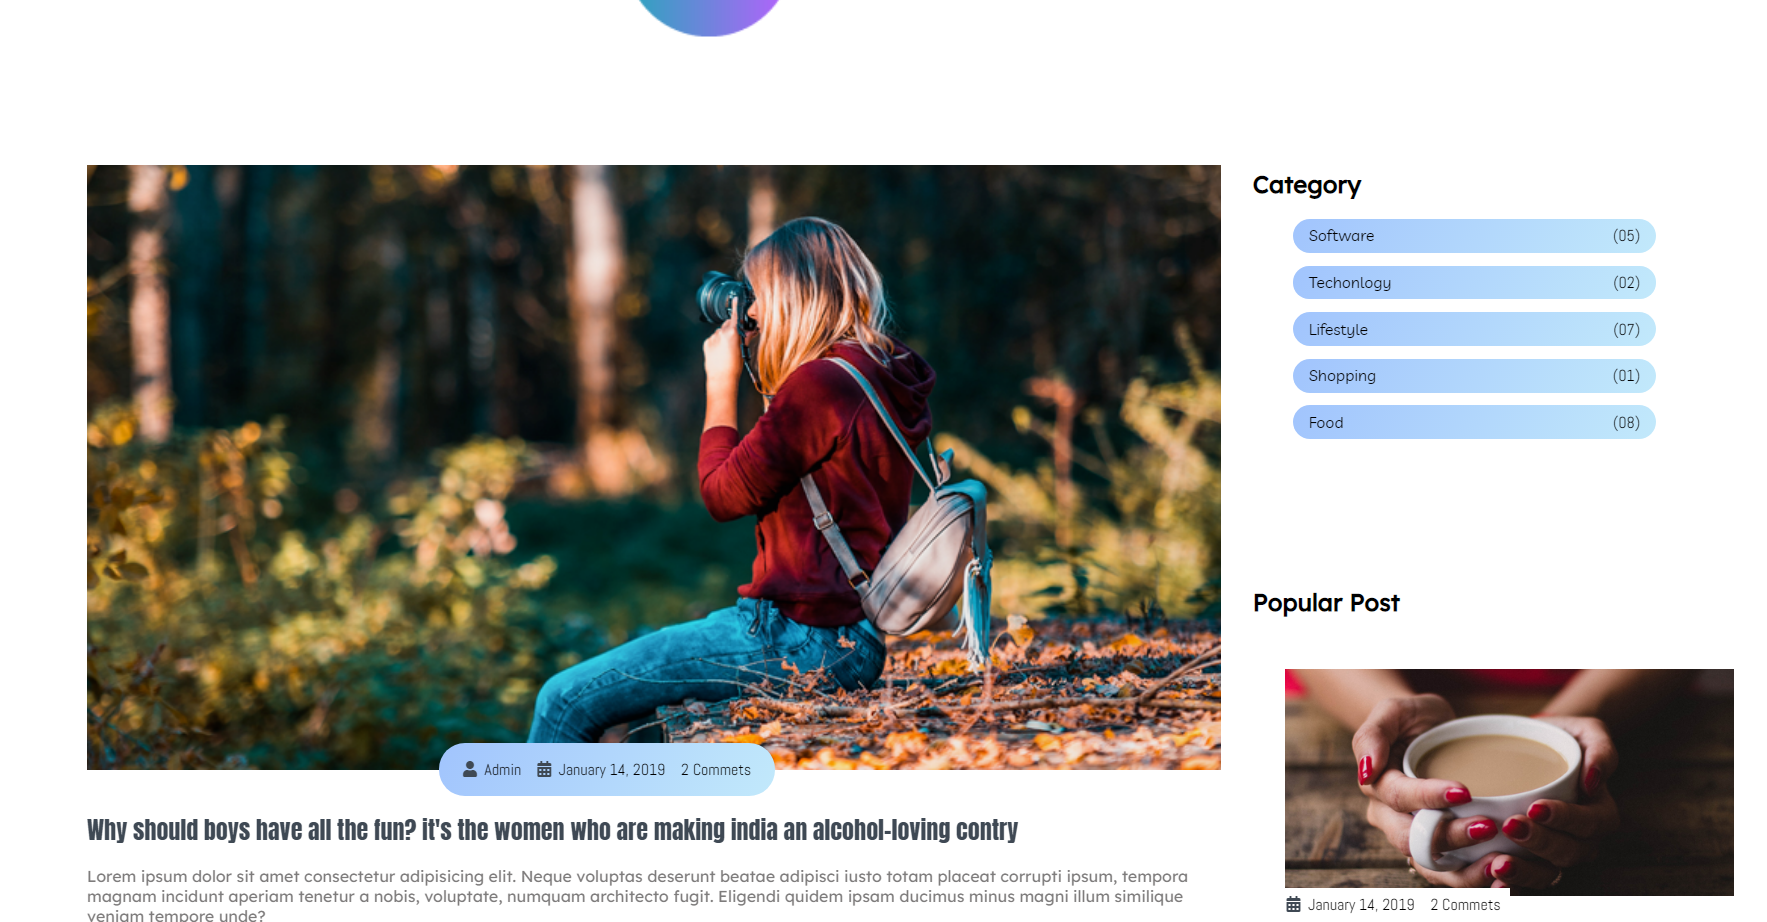 Category
Software (05)
Techonlogy (02)
Lifestyle (07)
Shopping (01)
Food (08)
Popular Post
January 14, 2019 2 Commets
Admin January 14, 2019 2 Commets
Why should boys have all the fun? it's the women who are making india an alcohol-loving contry
Lorem ipsum dolor sit amet consectetur adipisicing elit. Neque voluptas deserunt beatae adipisci iusto totam placeat corrupti ipsum, tempora
magnam incidunt aperiam tenetur a nobis, voluptate, numquam architecto fugit. Eligendi quidem ipsam ducimus minus magni illum similique
veniam tempore unde?